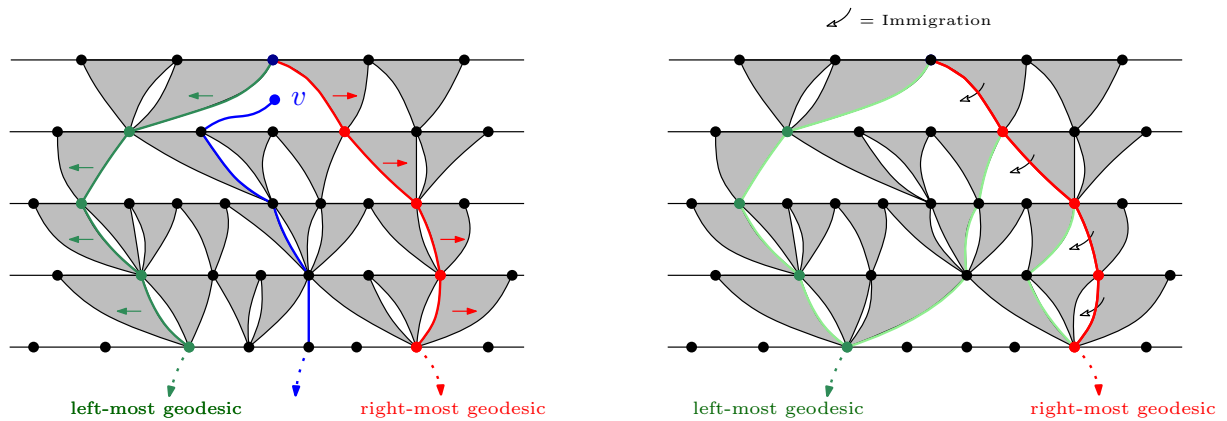 = Immigration
v
left-most geodesic
right-most geodesic
left-most geodesic
right-most geodesic